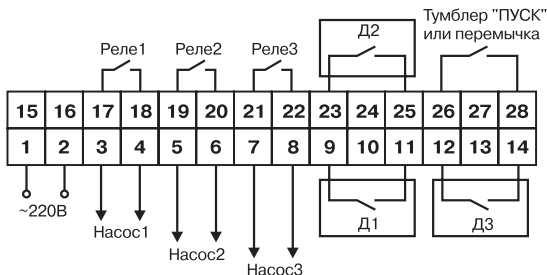 Тумблер "ПУСК"
или перемычка
Реле1 Реле2 Реле3 Д2
15 16 17 18 19 20 21 22 23 24 25 26 27 28
1 2 3 4 5 6 7 8 9 10 11 12 13 14
~220В
Насос1
Насос2
Насос3
Д1 Д3